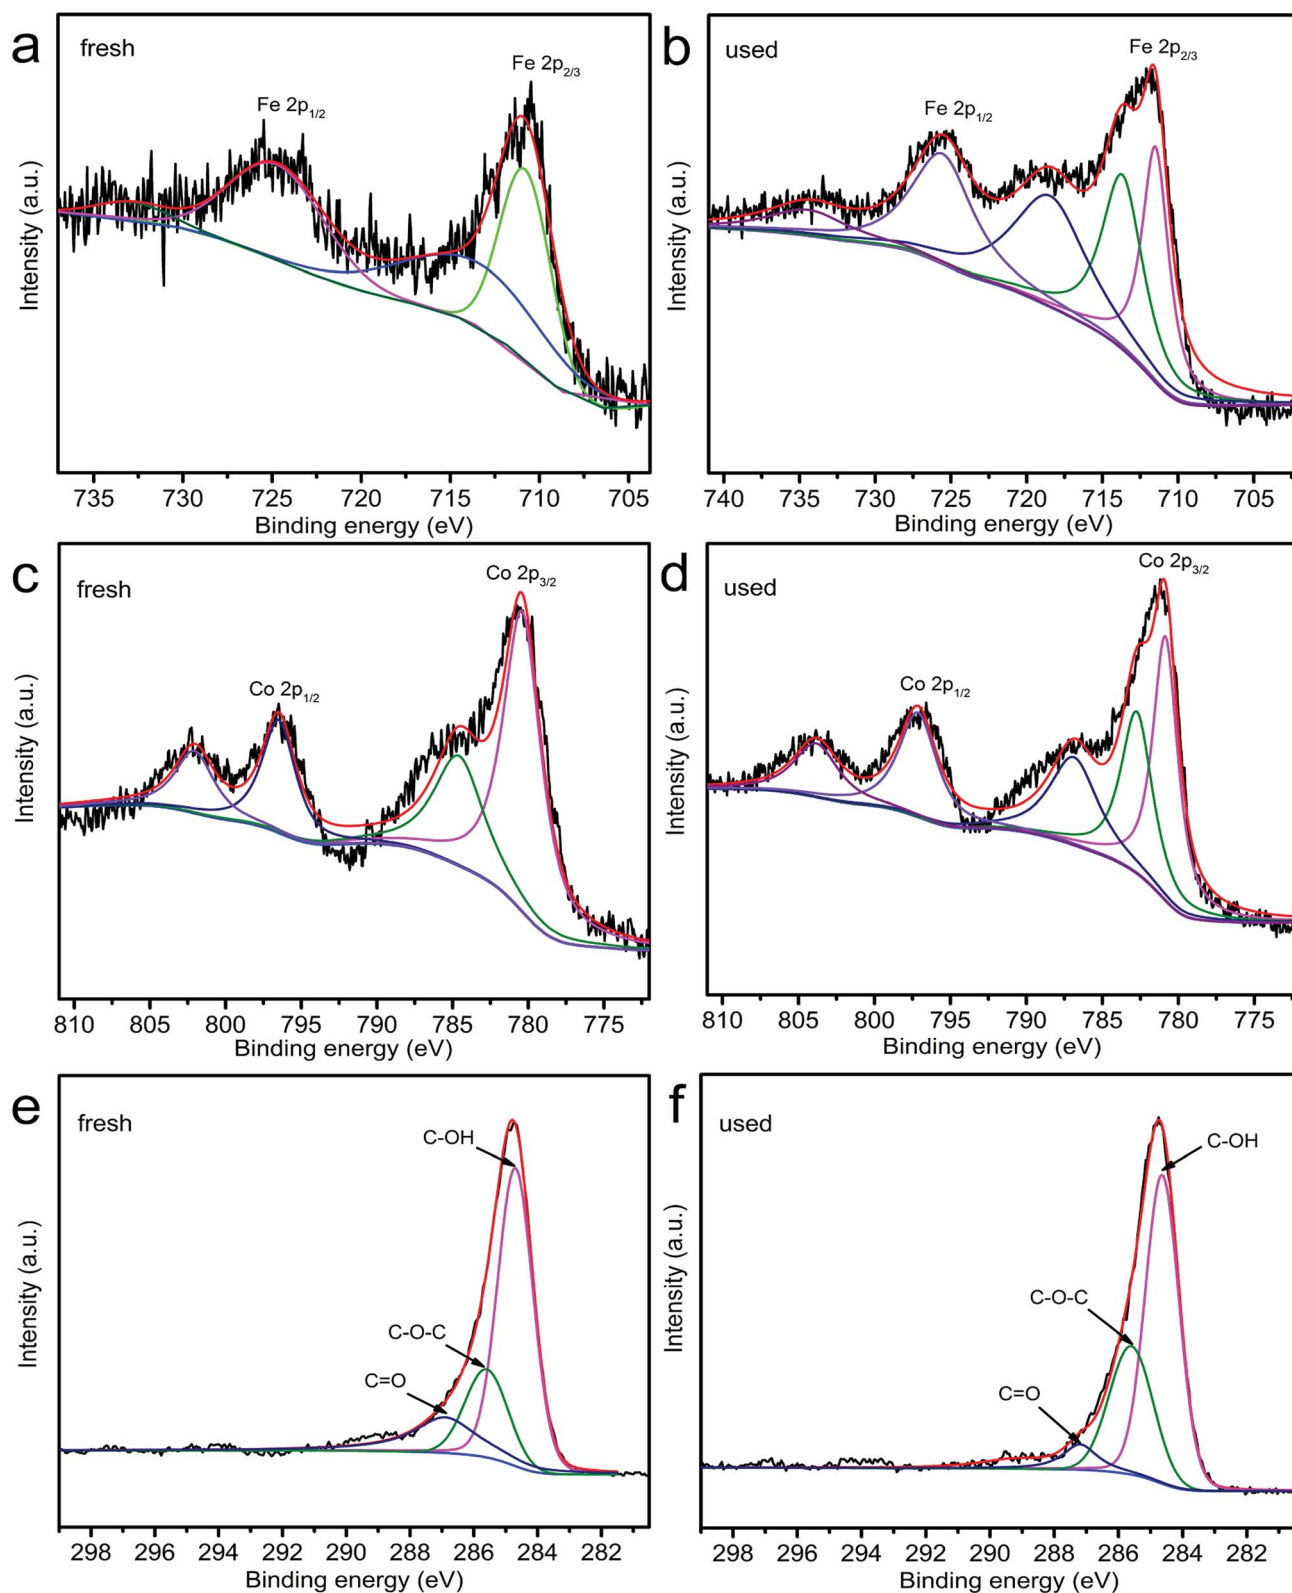 a
fresh
Fe 2p1/2
Fe 2p2/3
Intensity (a.u.)
735 730 725 720 715 710 705
Binding energy (eV)
b
used
Fe 2p1/2
Fe 2p2/3
Intensity (a.u.)
740 735 730 725 720 715 710 705
Binding energy (eV)
c
fresh
Co 2p1/2
Co 2p3/2
Intensity (a.u.)
810 805 800 795 790 785 780 775
Binding energy (eV)
d
used
Co 2p1/2
Co 2p3/2
Intensity (a.u.)
810 805 800 795 790 785 780 775
Binding energy (eV)
e
fresh
C-OH
C-O-C
C=O
Intensity (a.u.)
298 296 294 292 290 288 286 284 282
Binding energy (eV)
f
used
C-OH
C-O-C
C=O
Intensity (a.u.)
298 296 294 292 290 288 286 284 282
Binding energy (eV)